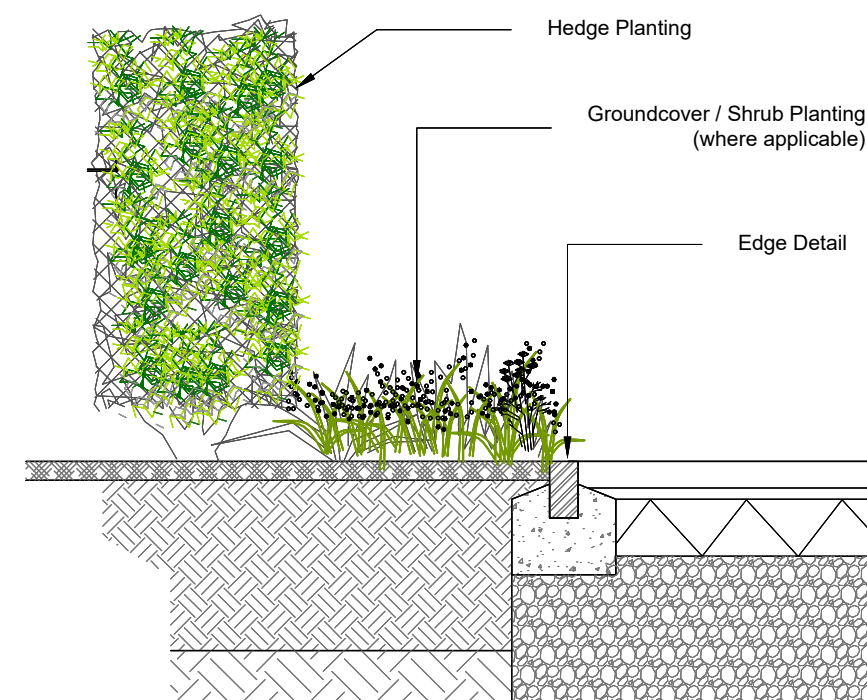 Hedge Planting
Groundcover / Shrub Planting
(where applicable)
Edge Detail